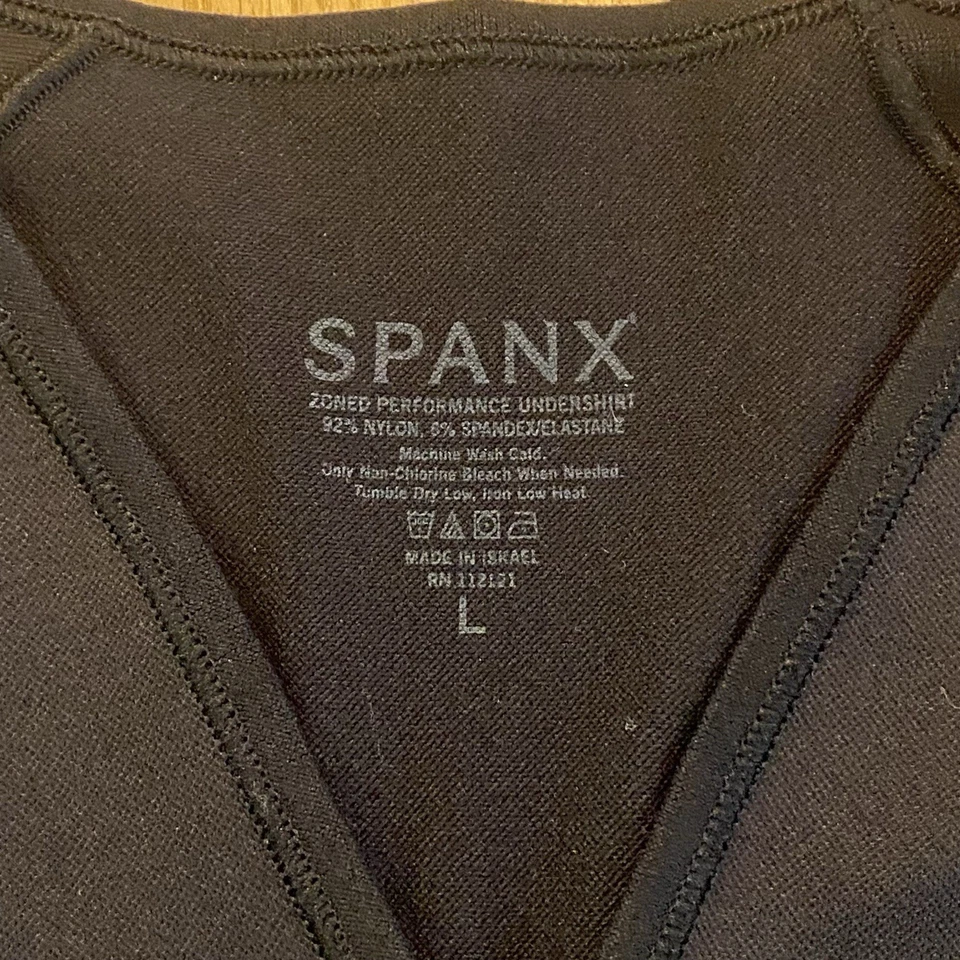 SPANX®
ZONED PERFORMANCE UNDERSHIRT
92% NYLON, 8% SPANDEX/ELASTANE
Machine Wash Cold.
Only Non-Chlorine Bleach When Needed.
Tumble Dry Low, Iron Low Heat
MADE IN ISRAEL
RN 112121
L